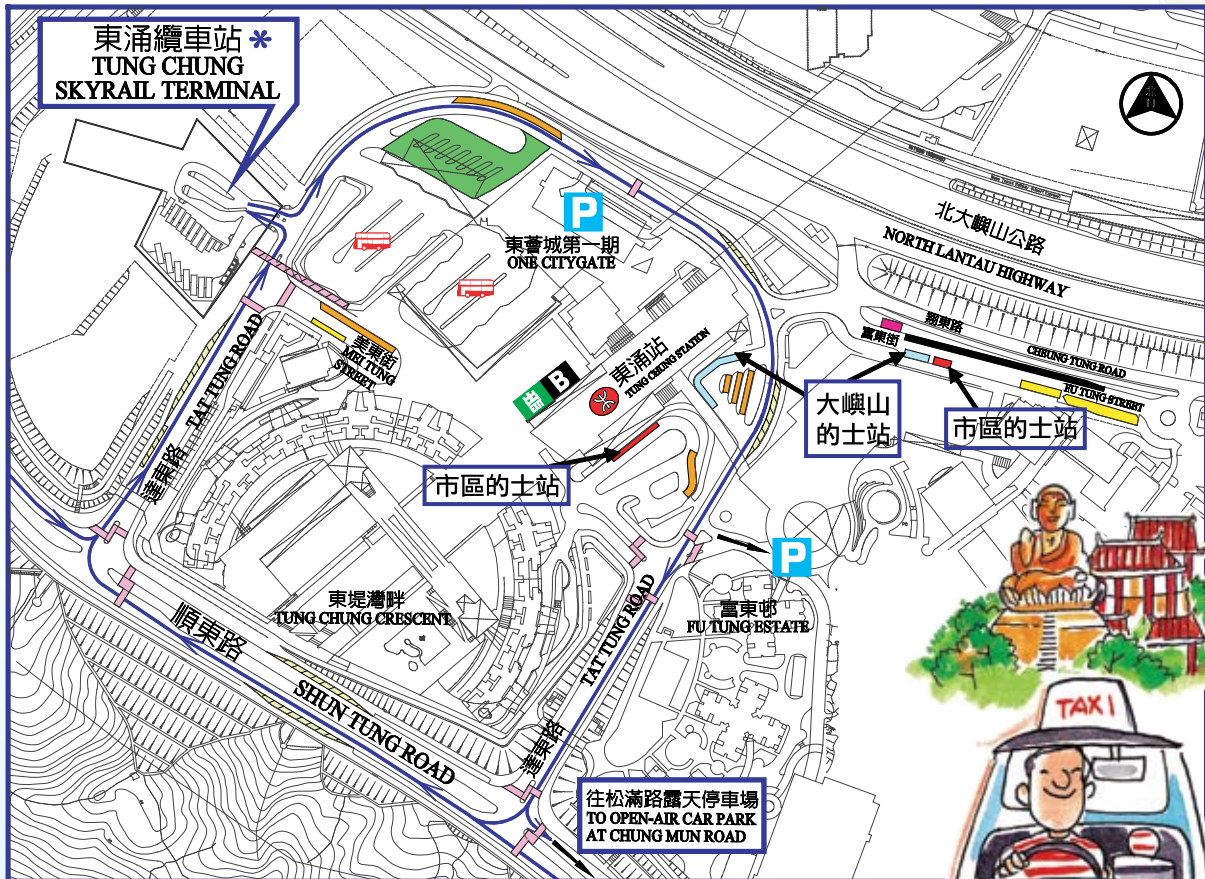 東涌纜車站 *
TUNG CHUNG
SKYRAIL TERMINAL
北
P
東薈城第一期
ONE CITYGATE
北大嶼山公路
NORTH LANTAU HIGHWAY
翔東路
CHEUNG TUNG ROAD
富東街
FU TUNG STREET
美東街
MEI TUNG
STREET
達東路 TAT TUNG ROAD
東涌站
TUNG CHUNG STATION
B
大嶼山
的士站
市區的士站
市區的士站
P
東堤灣畔
TUNG CHUNG CRESCENT
富東邨
FU TUNG ESTATE
順東路
SHUN TUNG ROAD
達東路
TAT TUNG ROAD
往松滿路露天停車場
TO OPEN-AIR CAR PARK
AT CHUNG MUN ROAD
TAXI